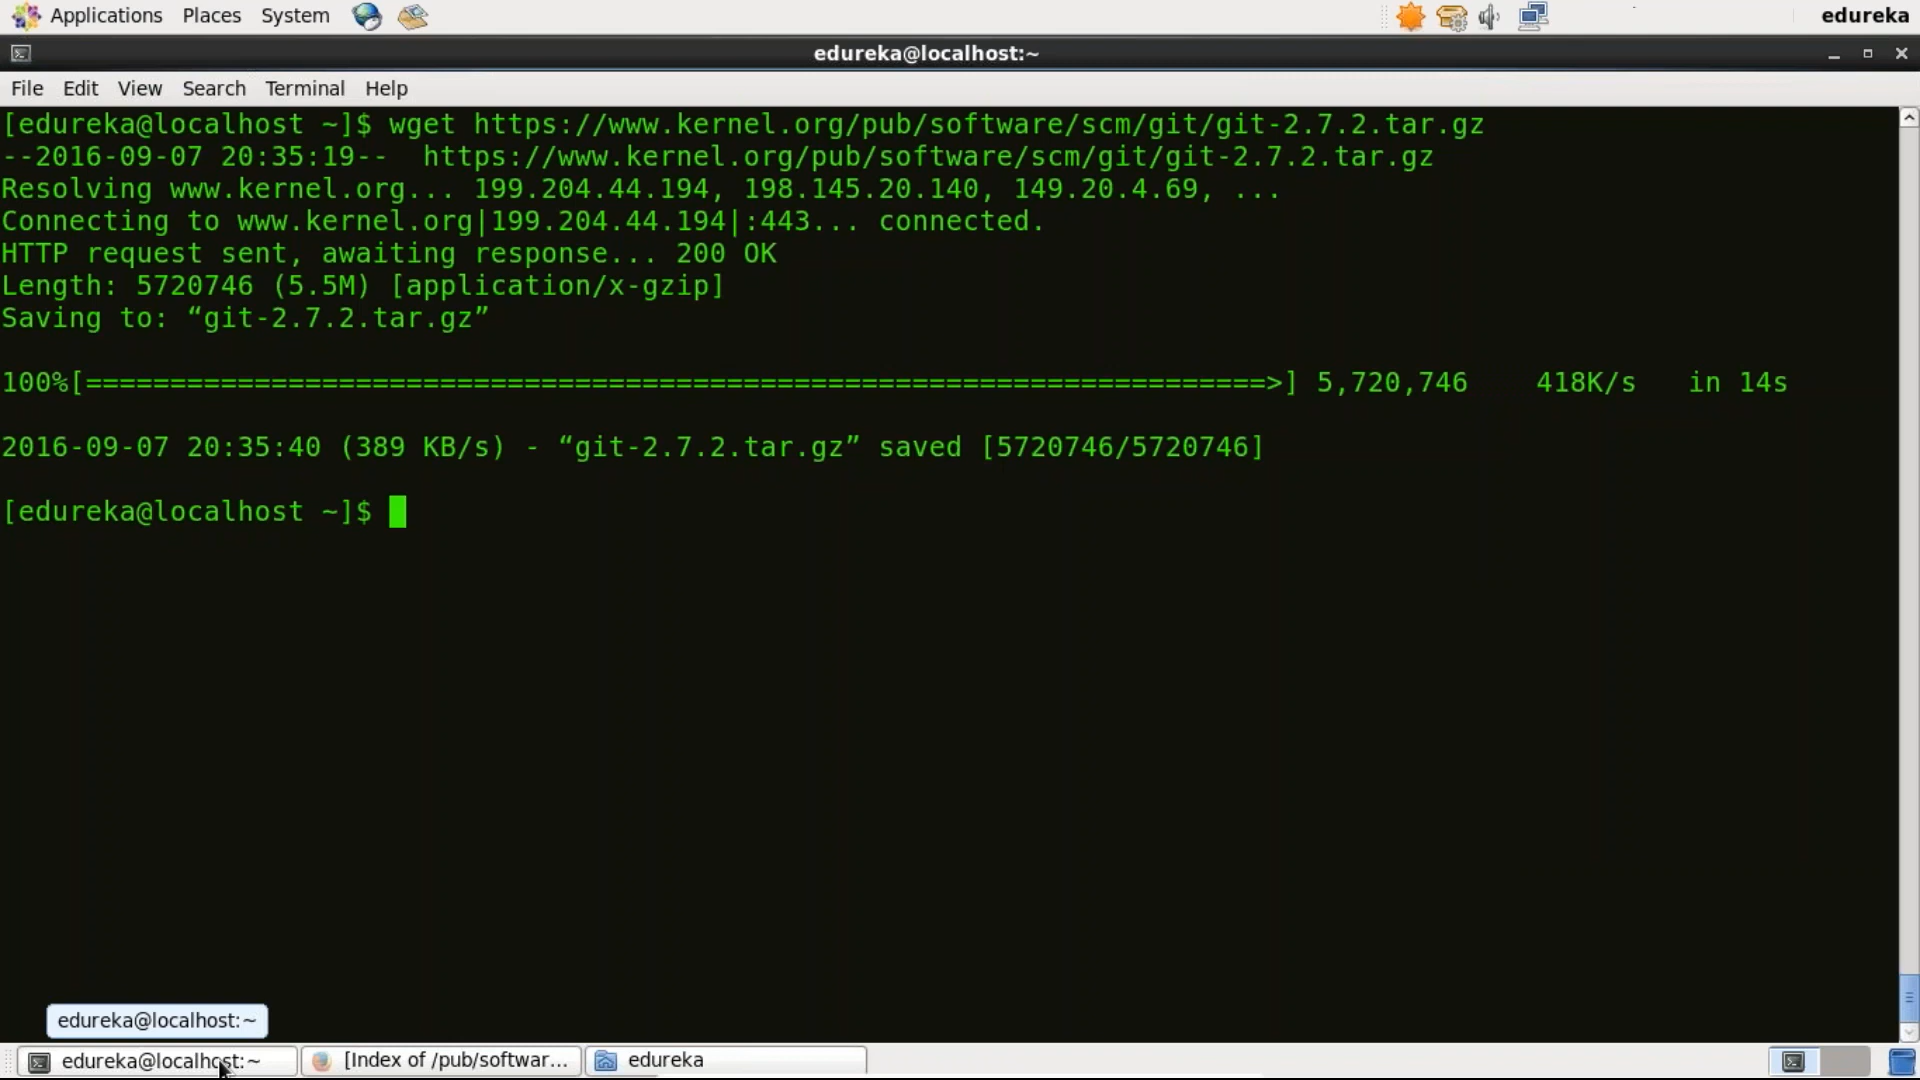 Applications Places System edureka
edureka@localhost:~
File Edit View Search Terminal Help
[edureka@localhost ~]$ wget https://www.kernel.org/pub/software/scm/git/git-2.7.2.tar.gz
--2016-09-07 20:35:19-- https://www.kernel.org/pub/software/scm/git/git-2.7.2.tar.gz
Resolving www.kernel.org... 199.204.44.194, 198.145.20.140, 149.20.4.69, ...
Connecting to www.kernel.org|199.204.44.194|:443... connected.
HTTP request sent, awaiting response... 200 OK
Length: 5720746 (5.5M) [application/x-gzip]
Saving to: “git-2.7.2.tar.gz”
100%[======================================================================>] 5,720,746 418K/s in 14s
2016-09-07 20:35:40 (389 KB/s) - “git-2.7.2.tar.gz” saved [5720746/5720746]
[edureka@localhost ~]$
edureka@localhost:~
edureka@localhost:~ [Index of /pub/softwar... edureka